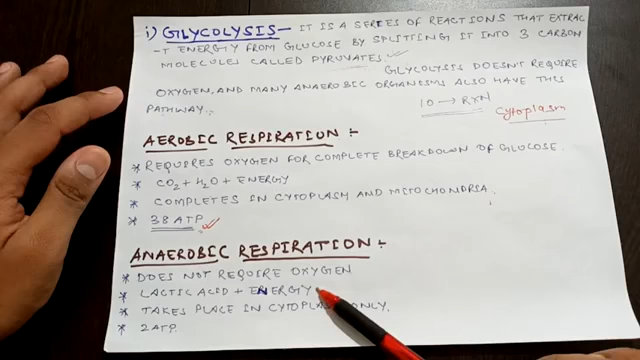 i) GLYCOLYSIS - IT IS A SERIES OF REACTIONS THAT EXTRAC
-T ENERGY FROM GLUCOSE BY SPLITTING IT INTO 3 CARBON
MOLECULES CALLED PYRUVATES
GLYCOLYSIS DOESN'T REQUIRE
OXYGEN, AND MANY ANAEROBIC ORGANISMS ALSO HAVE THIS
PATHWAY.
10 → RXN
Cytoplasm
AEROBIC RESPIRATION :-
* REQUIRES OXYGEN FOR COMPLETE BREAKDOWN OF GLUCOSE.
* CO2 + H2O + ENERGY
* COMPLETES IN CYTOPLASM AND MITOCHONDRIA.
* 38 ATP
ANAEROBIC RESPIRATION :-
* DOES NOT REQUIRE OXYGEN
* LACTIC ACID + ENERGY
* TAKES PLACE IN CYTOPLASM ONLY.
* 2 ATP